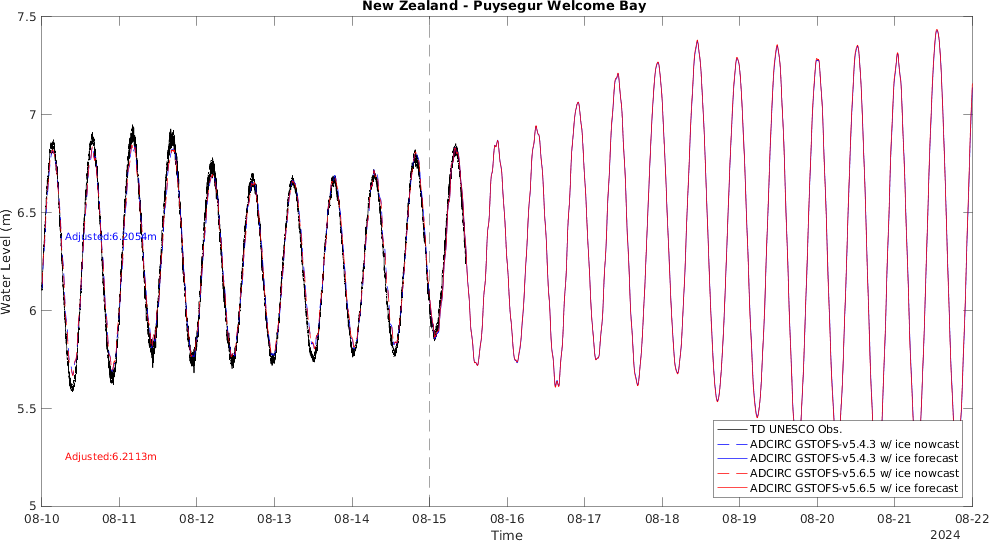 New Zealand - Puysegur Welcome Bay
7.5
7
6.5
6
5.5
5
Water Level (m)
Adjusted:6.2054m
Adjusted:6.2113m
TD UNESCO Obs.
ADCIRC GSTOFS-v5.4.3 w/ ice nowcast
ADCIRC GSTOFS-v5.4.3 w/ ice forecast
ADCIRC GSTOFS-v5.6.5 w/ ice nowcast
ADCIRC GSTOFS-v5.6.5 w/ ice forecast
08-10 08-11 08-12 08-13 08-14 08-15 08-16 08-17 08-18 08-19 08-20 08-21 08-22
Time
2024